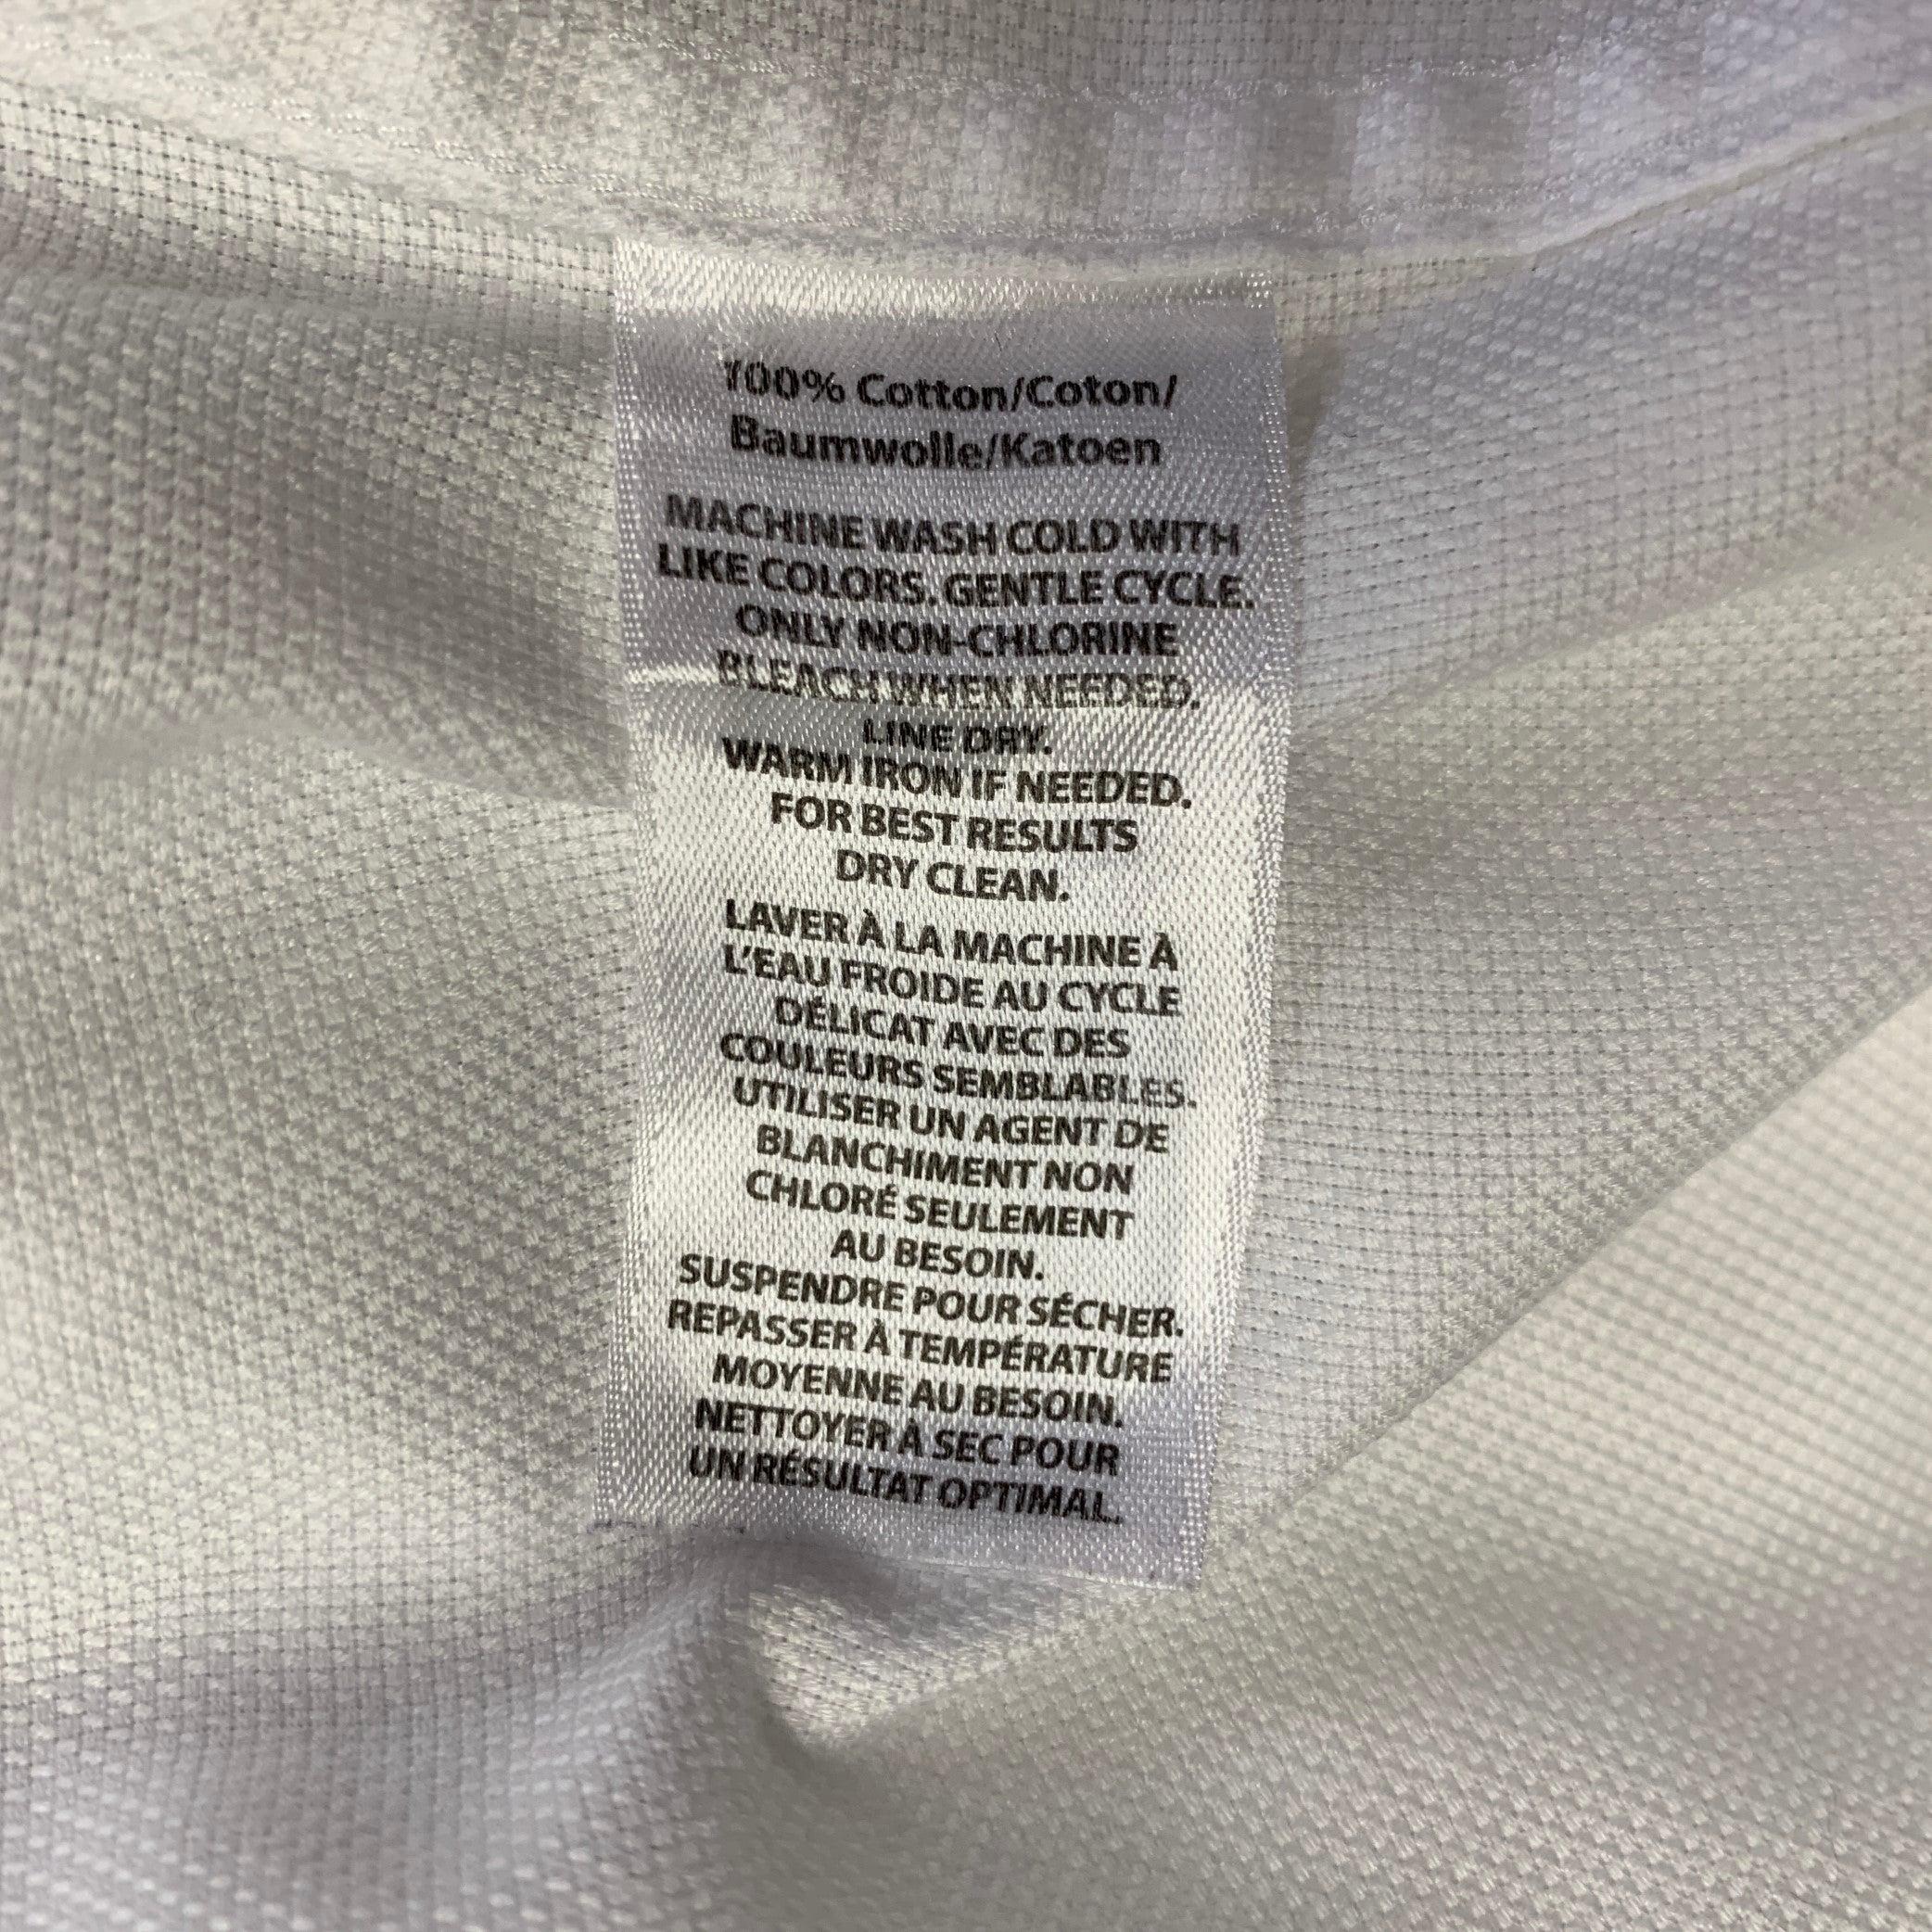 100% Cotton/Coton/
Baumwolle/Katoen
MACHINE WASH COLD WITH
LIKE COLORS. GENTLE CYCLE.
ONLY NON-CHLORINE
BLEACH WHEN NEEDED.
LINE DRY.
WARM IRON IF NEEDED.
FOR BEST RESULTS
DRY CLEAN.
LAVER À LA MACHINE À
L'EAU FROIDE AU CYCLE
DÉLICAT AVEC DES
COULEURS SEMBLABLES.
UTILISER UN AGENT DE
BLANCHIMENT NON
CHLORÉ SEULEMENT
AU BESOIN.
SUSPENDRE POUR SÉCHER.
REPASSER À TEMPÉRATURE
MOYENNE AU BESOIN.
NETTOYER À SEC POUR
UN RÉSULTAT OPTIMAL.